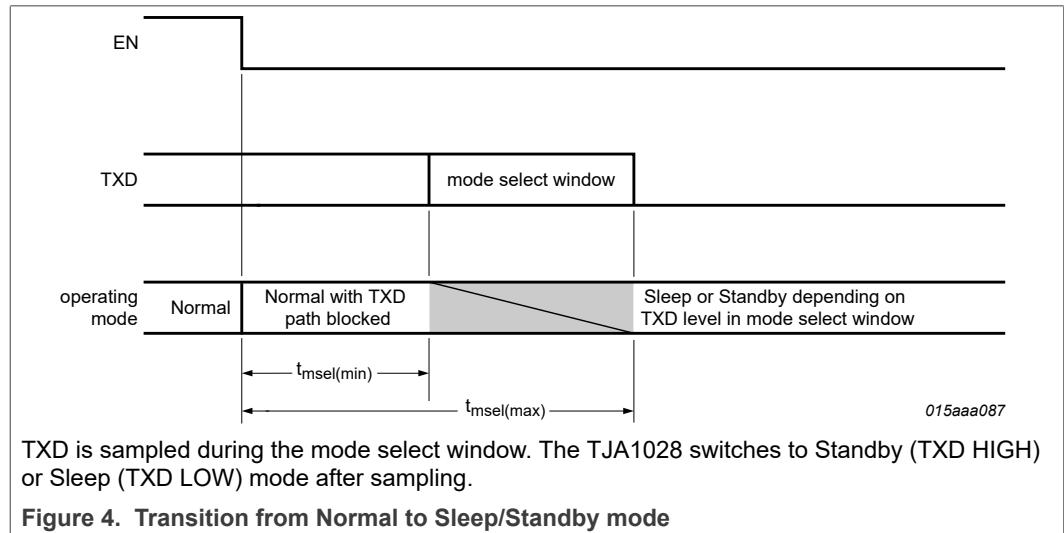 EN
TXD
mode select window
operating
mode
Normal
Normal with TXD
path blocked
Sleep or Standby depending on
TXD level in mode select window
tmsel(min)
tmsel(max)
015aaa087
TXD is sampled during the mode select window. The TJA1028 switches to Standby (TXD HIGH)
or Sleep (TXD LOW) mode after sampling.
Figure 4. Transition from Normal to Sleep/Standby mode